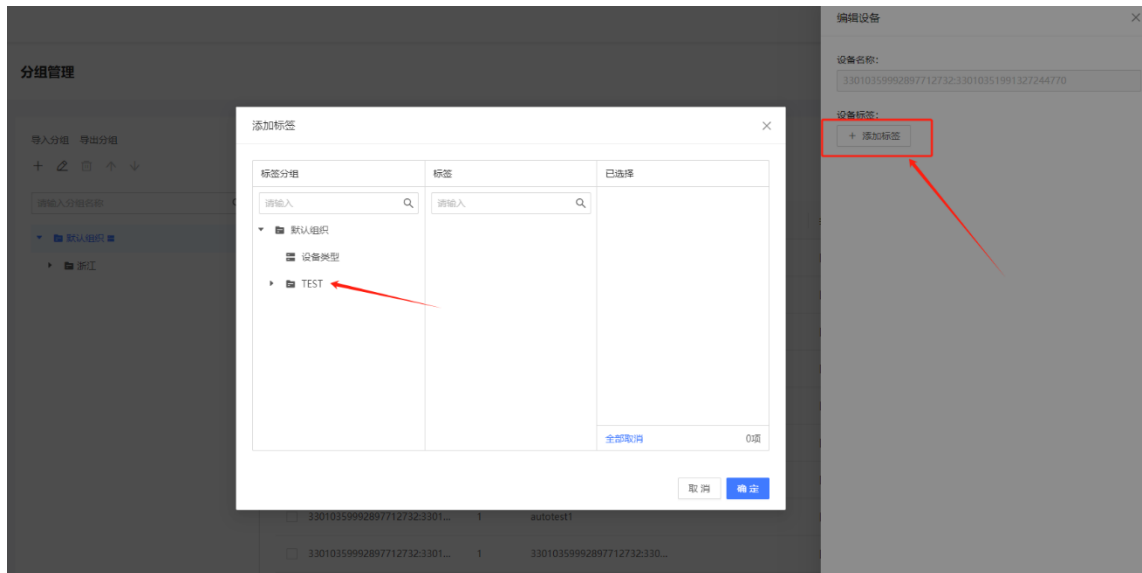 编辑设备
分组管理
设备名称：
33010359992897712732:33010351991327244770
设备标签：
+ 添加标签
导入分组 导出分组
请输入分组名称
默认组织
浙江
添加标签
标签分组 标签 已选择
请输入 请输入
默认组织
设备类型
TEST
全部取消 0项
取消 确定
33010359992897712732:3301... 1 autotest1
33010359992897712732:3301... 1 33010359992897712732:330...